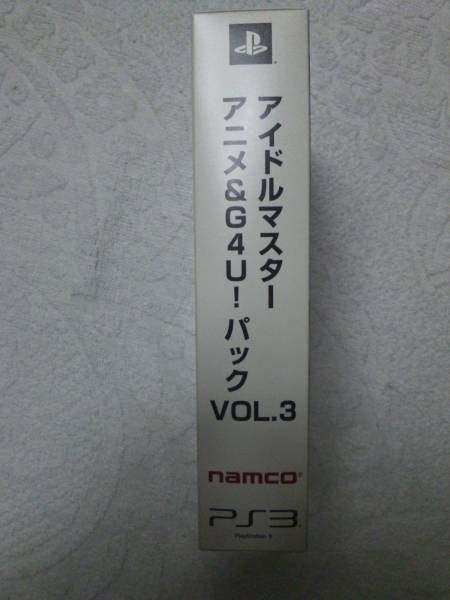 アイドルマスター
アニメ&G4U!パック
VOL.3
namco®
PS3
PlayStation 3